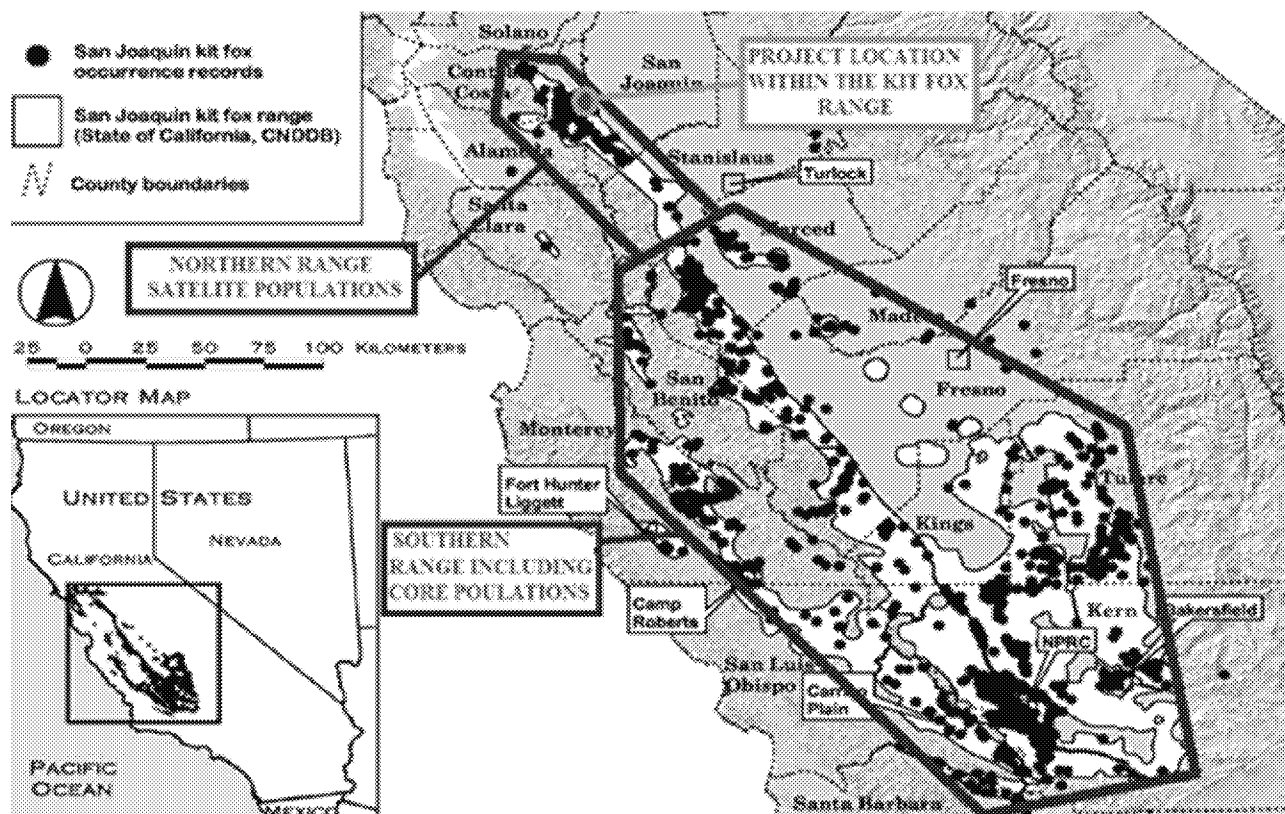 San Joaquin kit fox
occurrence records
San Joaquin kit fox range
(State of California, CNDDB)
County boundaries
NORTHERN RANGE
SATELITE POPULATIONS
25 0 25 50 75 100 KILOMETERS
LOCATOR MAP
OREGON
UNITED STATES
NEVADA
CALIFORNIA
PACIFIC
OCEAN
MEXICO
Solano
Contra
Costa
San
Joaquin
PROJECT LOCATION
WITHIN THE KIT FOX
RANGE
Alameda
Stanislaus
Turlock
Santa
Clara
Merced
Fresno
Madera
San
Benito
Fresno
Monterey
Fort Hunter
Liggett
Tulare
Kings
SOUTHERN
RANGE INCLUDING
CORE POULATIONS
Camp
Roberts
Kern
Bakersfield
NPRC
San Luis
Obispo
Carrizo
Plain
Santa Barbara